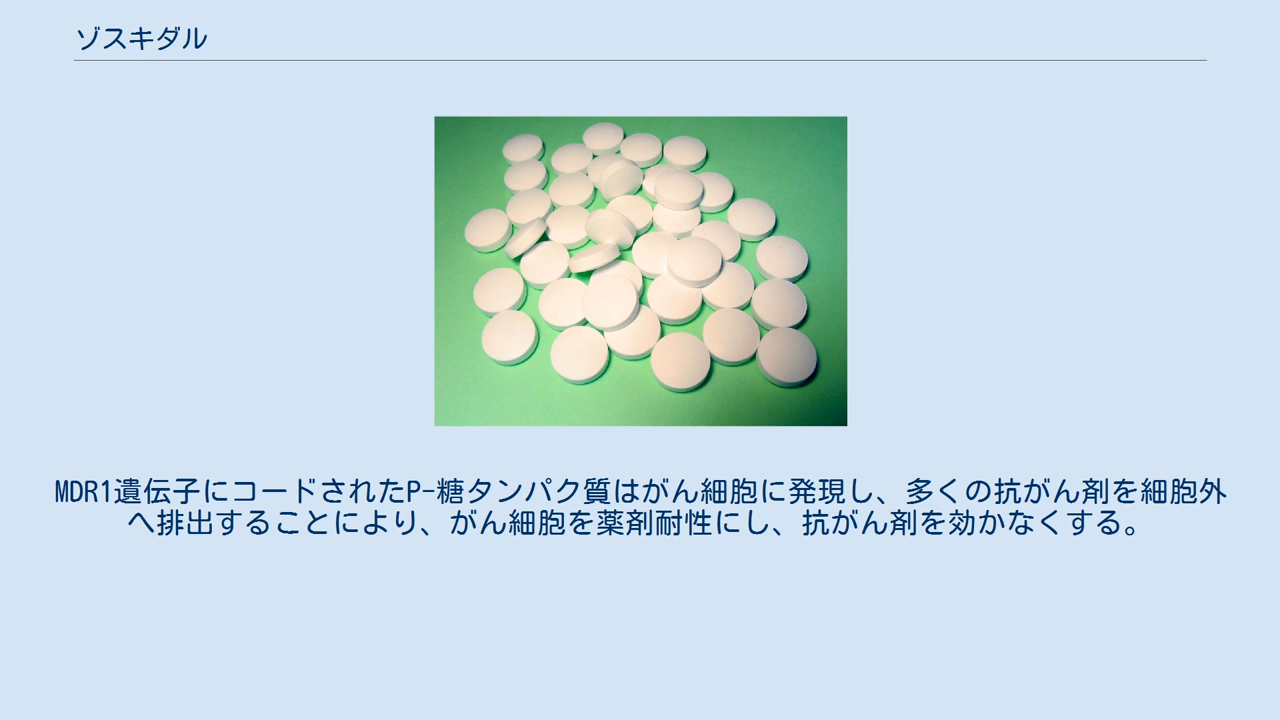 ゾスキダル
MDR1遺伝子にコードされたP-糖タンパク質はがん細胞に発現し、多くの抗がん剤を細胞外
へ排出することにより、がん細胞を薬剤耐性にし、抗がん剤を効かなくする。